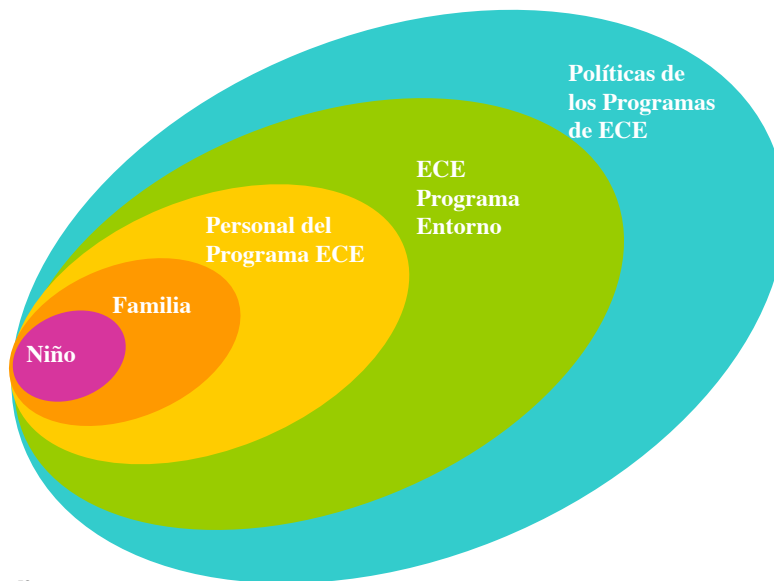 Políticas de
los Programas
de ECE
ECE
Programa
Entorno
Personal del
Programa ECE
Familia
Niño